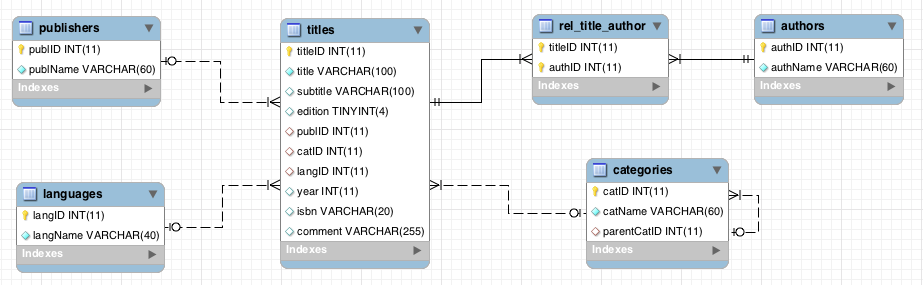 publishers
publID INT(11)
publName VARCHAR(60)
Indexes
titles
titleID INT(11)
title VARCHAR(100)
subtitle VARCHAR(100)
edition TINYINT(4)
publID INT(11)
catID INT(11)
langID INT(11)
year INT(11)
isbn VARCHAR(20)
comment VARCHAR(255)
Indexes
rel_title_author
titleID INT(11)
authID INT(11)
Indexes
authors
authID INT(11)
authName VARCHAR(60)
Indexes
languages
langID INT(11)
langName VARCHAR(40)
Indexes
categories
catID INT(11)
catName VARCHAR(60)
parentCatID INT(11)
Indexes